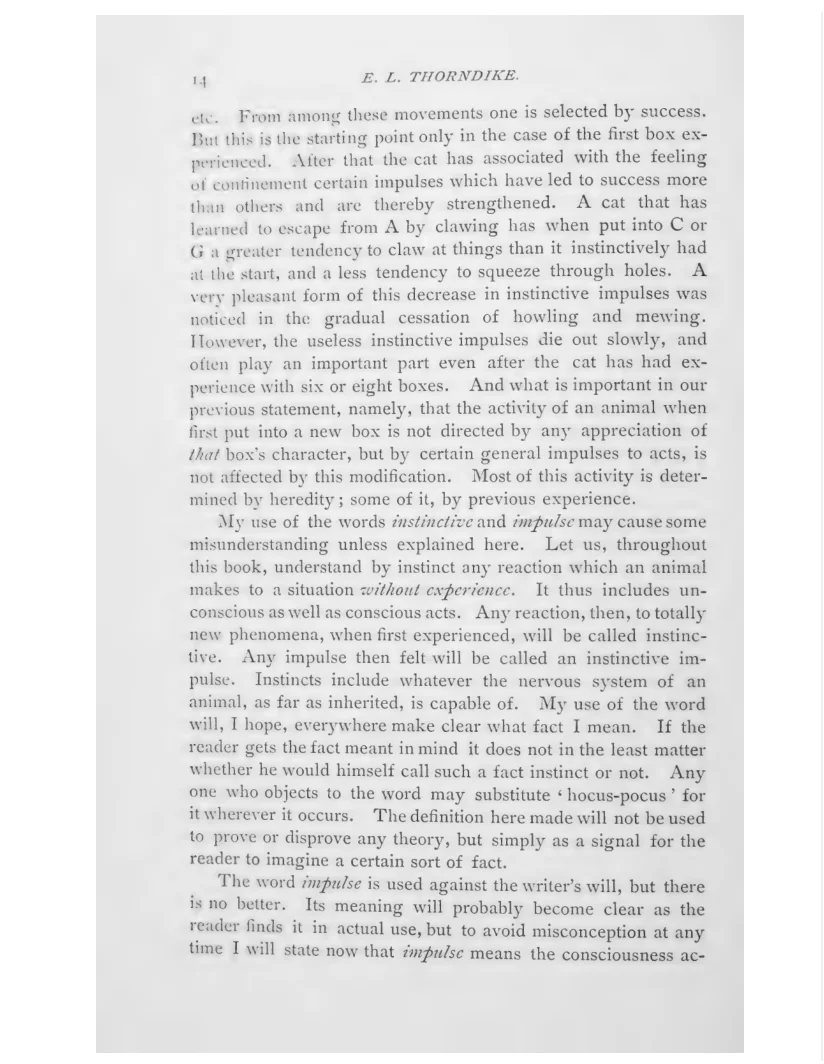 14
E. L. THORNDIKE.
etc. From among these movements one is selected by success.
But this is the starting point only in the case of the first box ex-
perienced. After that the cat has associated with the feeling
of confinement certain impulses which have led to success more
than others and are thereby strengthened. A cat that has
learned to escape from A by clawing has when put into C or
G a greater tendency to claw at things than it instinctively had
at the start, and a less tendency to squeeze through holes. A
very pleasant form of this decrease in instinctive impulses was
noticed in the gradual cessation of howling and mewing.
However, the useless instinctive impulses die out slowly, and
often play an important part even after the cat has had ex-
perience with six or eight boxes. And what is important in our
previous statement, namely, that the activity of an animal when
first put into a new box is not directed by any appreciation of
that box's character, but by certain general impulses to acts, is
not affected by this modification. Most of this activity is deter-
mined by heredity; some of it, by previous experience.
My use of the words instinctive and impulse may cause some
misunderstanding unless explained here. Let us, throughout
this book, understand by instinct any reaction which an animal
makes to a situation without experience. It thus includes un-
conscious as well as conscious acts. Any reaction, then, to totally
new phenomena, when first experienced, will be called instinc-
tive. Any impulse then felt will be called an instinctive im-
pulse. Instincts include whatever the nervous system of an
animal, as far as inherited, is capable of. My use of the word
will, I hope, everywhere make clear what fact I mean. If the
reader gets the fact meant in mind it does not in the least matter
whether he would himself call such a fact instinct or not. Any
one who objects to the word may substitute ' hocus-pocus ' for
it wherever it occurs. The definition here made will not be used
to prove or disprove any theory, but simply as a signal for the
reader to imagine a certain sort of fact.
The word impulse is used against the writer's will, but there
is no better. Its meaning will probably become clear as the
reader finds it in actual use, but to avoid misconception at any
time I will state now that impulse means the consciousness ac-